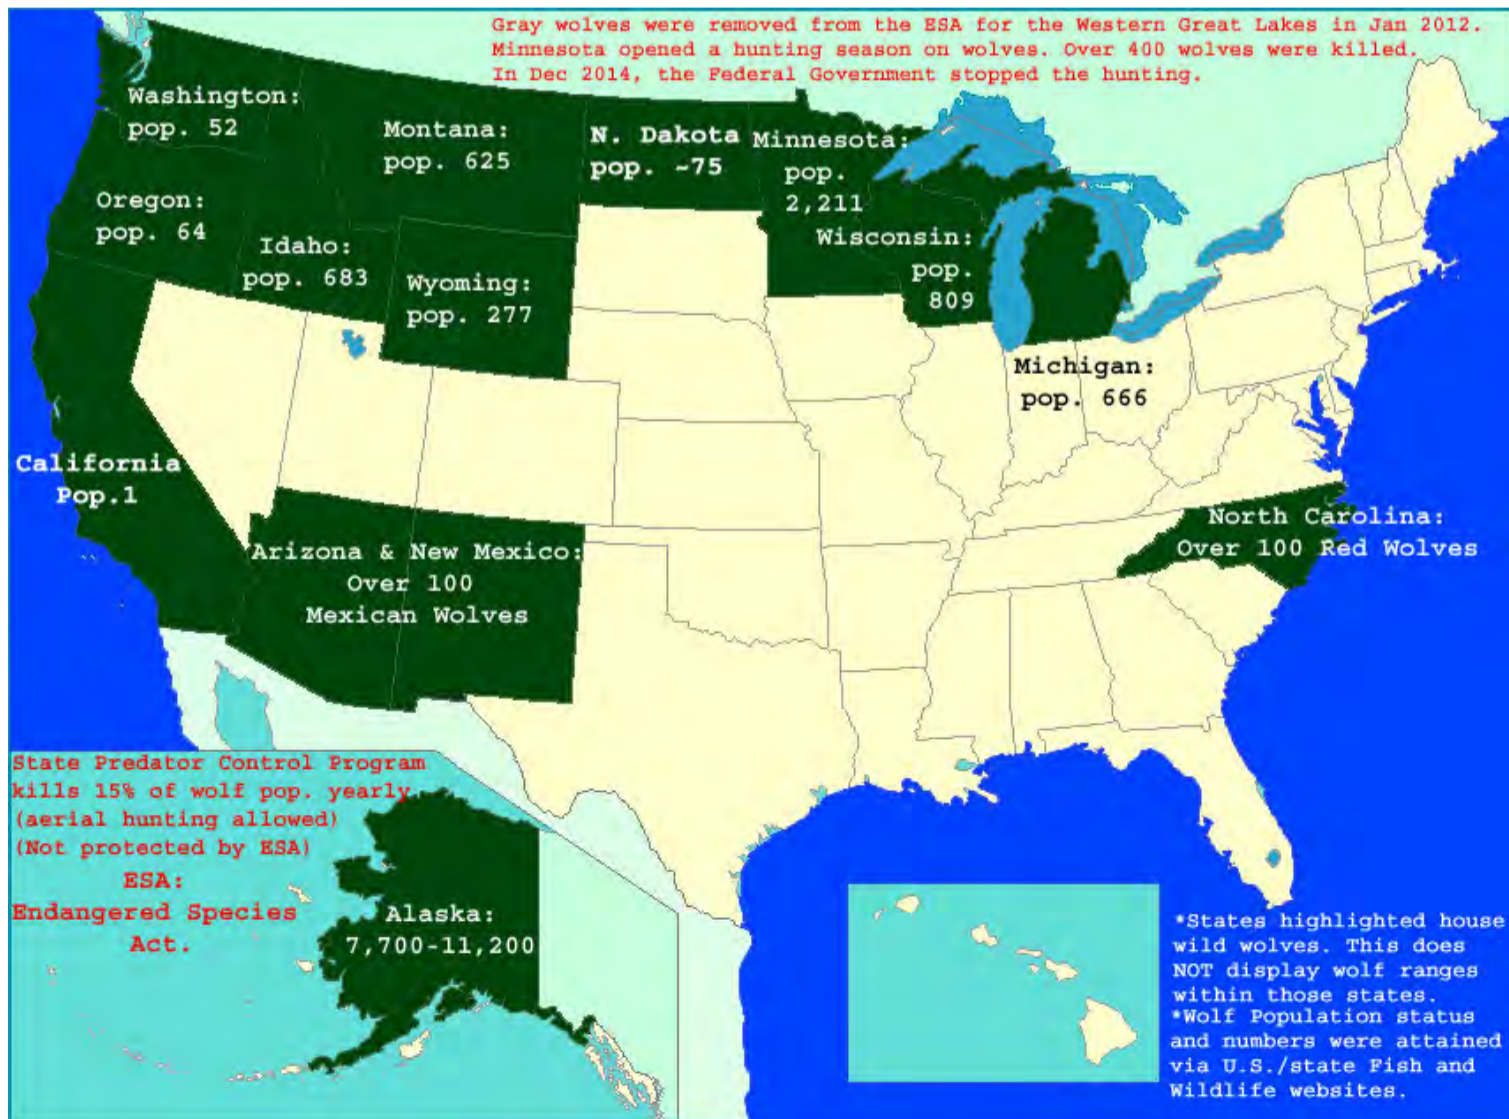 Gray wolves were removed from the ESA for the Western Great Lakes in Jan 2012.
Minnesota opened a hunting season on wolves. Over 400 wolves were killed.
In Dec 2014, the Federal Government stopped the hunting.
Washington:
pop. 52
Montana:
pop. 625
N. Dakota
pop. ~75
Minnesota:
pop.
2,211
Oregon:
pop. 64
Idaho:
pop. 683
Wyoming:
pop. 277
Wisconsin:
pop.
809
Michigan:
pop. 666
California
Pop.1
Arizona & New Mexico:
Over 100
Mexican Wolves
North Carolina:
Over 100 Red Wolves
State Predator Control Program
kills 15% of wolf pop. yearly
(aerial hunting allowed)
(Not protected by ESA)
ESA:
Endangered Species
Act.
Alaska:
7,700-11,200
*States highlighted house
wild wolves. This does
NOT display wolf ranges
within those states.
*Wolf Population status
and numbers were attained
via U.S./state Fish and
Wildlife websites.